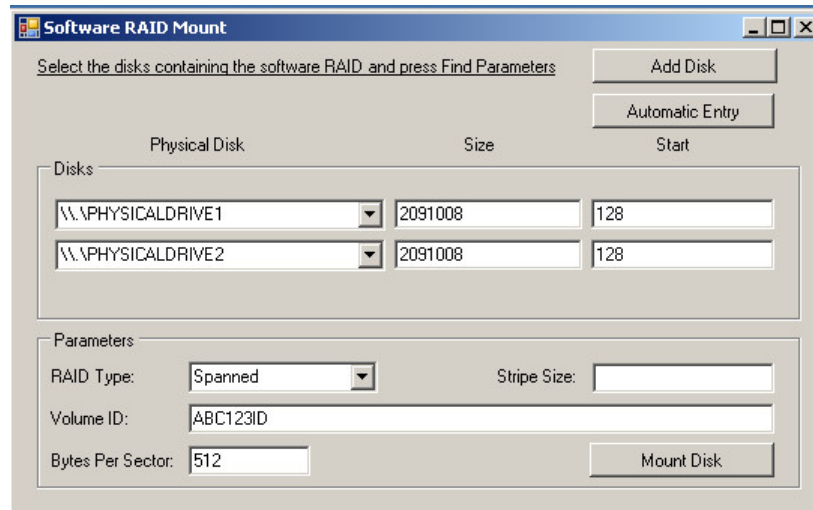 Software RAID Mount
Select the disks containing the software RAID and press Find Parameters
Add Disk
Automatic Entry
Physical Disk Size Start
Disks
\\.\PHYSICALDRIVE1 2091008 128
\\.\PHYSICALDRIVE2 2091008 128
Parameters
RAID Type: Spanned Stripe Size:
Volume ID: ABC123ID
Bytes Per Sector: 512 Mount Disk